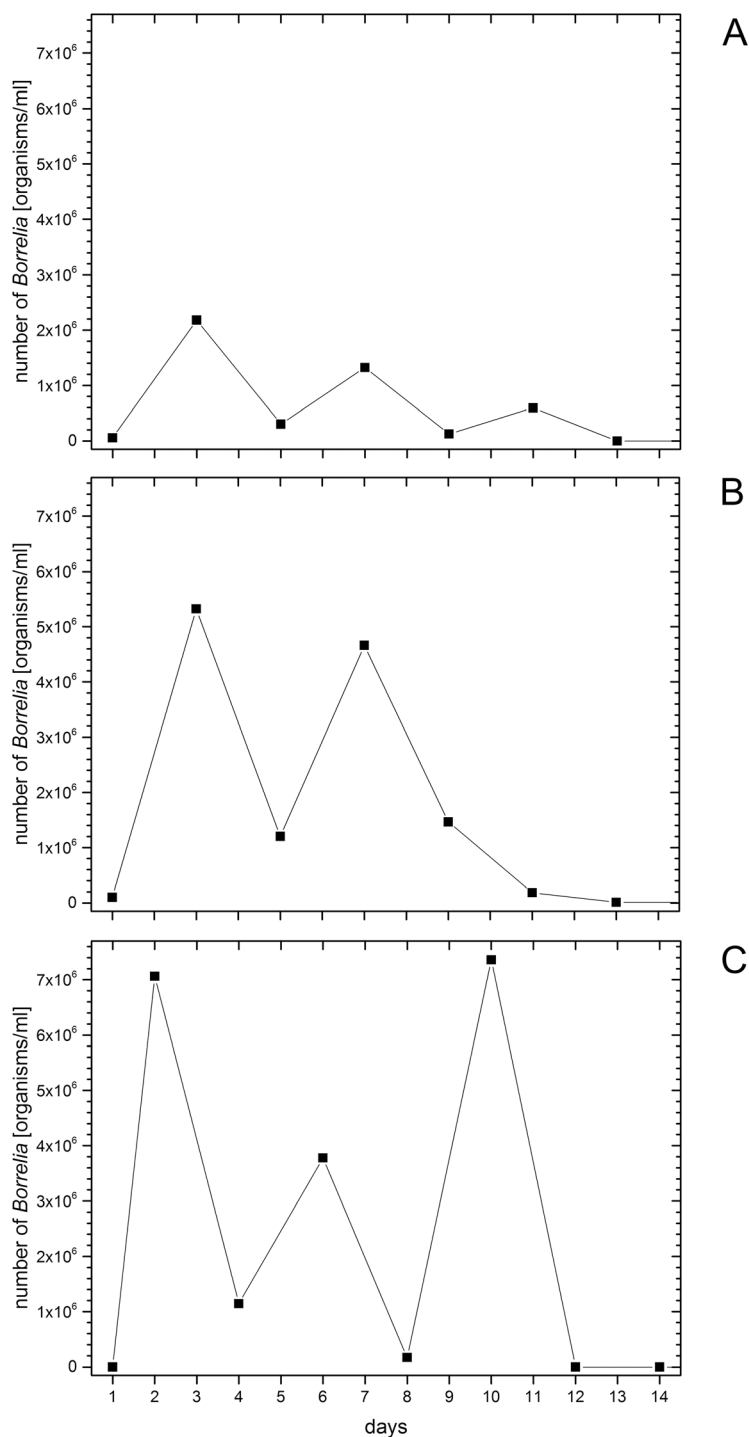 A
7x10⁶
6x10⁶
5x10⁶
4x10⁶
3x10⁶
2x10⁶
1x10⁶
0
number of Borrelia [organisms/ml]
B
7x10⁶
6x10⁶
5x10⁶
4x10⁶
3x10⁶
2x10⁶
1x10⁶
0
number of Borrelia [organisms/ml]
C
7x10⁶
6x10⁶
5x10⁶
4x10⁶
3x10⁶
2x10⁶
1x10⁶
0
number of Borrelia [organisms/ml]
1 2 3 4 5 6 7 8 9 10 11 12 13 14
days